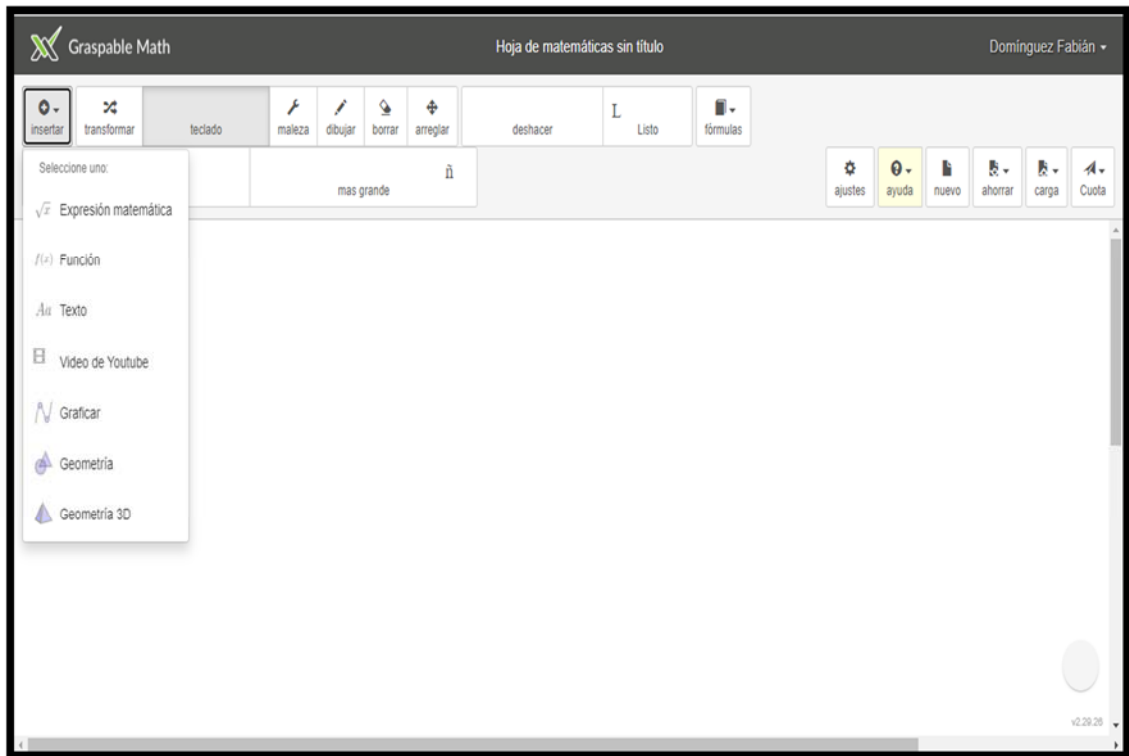 Graspable Math
Hoja de matemáticas sin título
Domínguez Fabián
insertar
transformar
teclado
maleza
dibujar
borrar
arreglar
deshacer
L
Listo
fórmulas
mas grande
ñ
ajustes
ayuda
nuevo
ahorrar
carga
Cuota
Seleccione uno:
√x Expresión matemática
f(x) Función
Aa Texto
Video de Youtube
Graficar
Geometría
Geometría 3D
v2.29.26